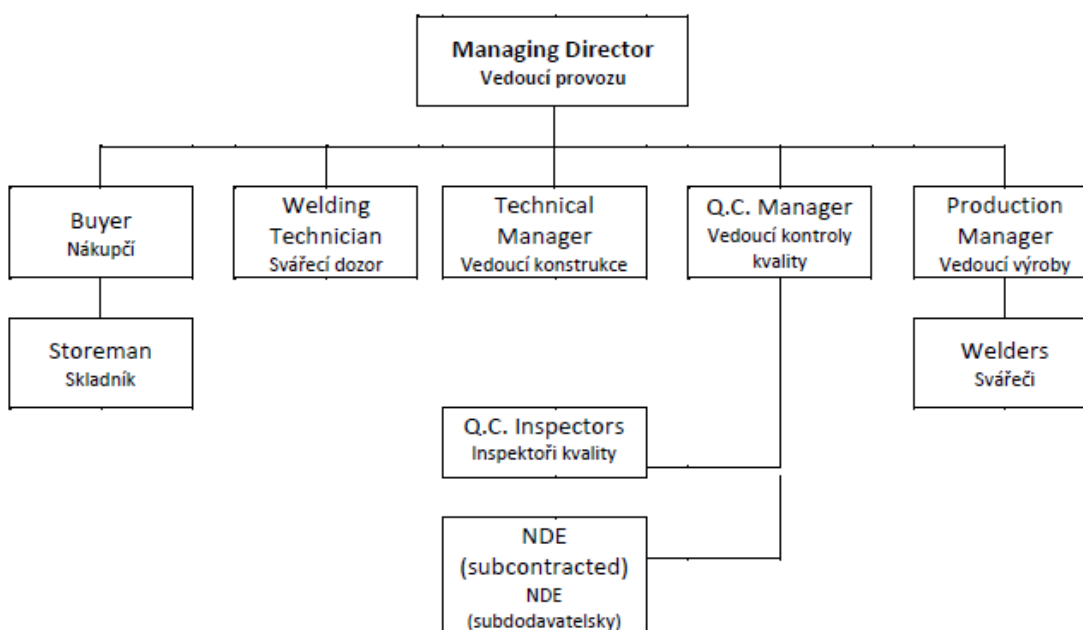 Managing Director
Vedoucí provozu
Buyer
Nákupčí
Welding
Technician
Svářecí dozor
Technical
Manager
Vedoucí konstrukce
Q.C. Manager
Vedoucí kontroly
kvality
Production
Manager
Vedoucí výroby
Storeman
Skladník
Welders
Svářeči
Q.C. Inspectors
Inspektoři kvality
NDE
(subcontracted)
NDE
(subdodavatelsky)